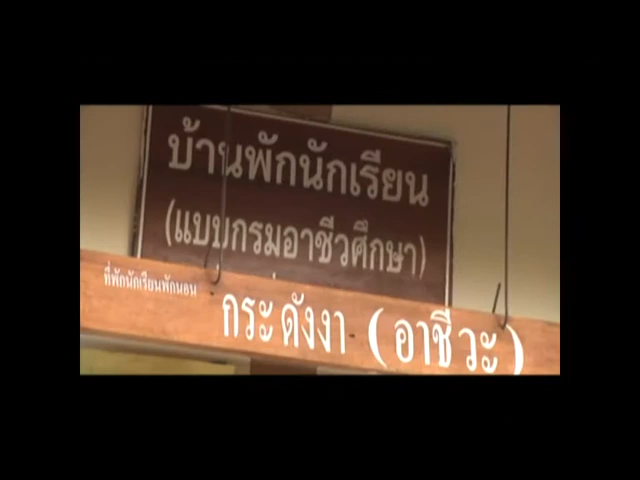 บ้านพักนักเรียน
(แบบกรมอาชีวศึกษา)
ที่พักนักเรียนพักนอน
กระดังงา (อาชีวะ)